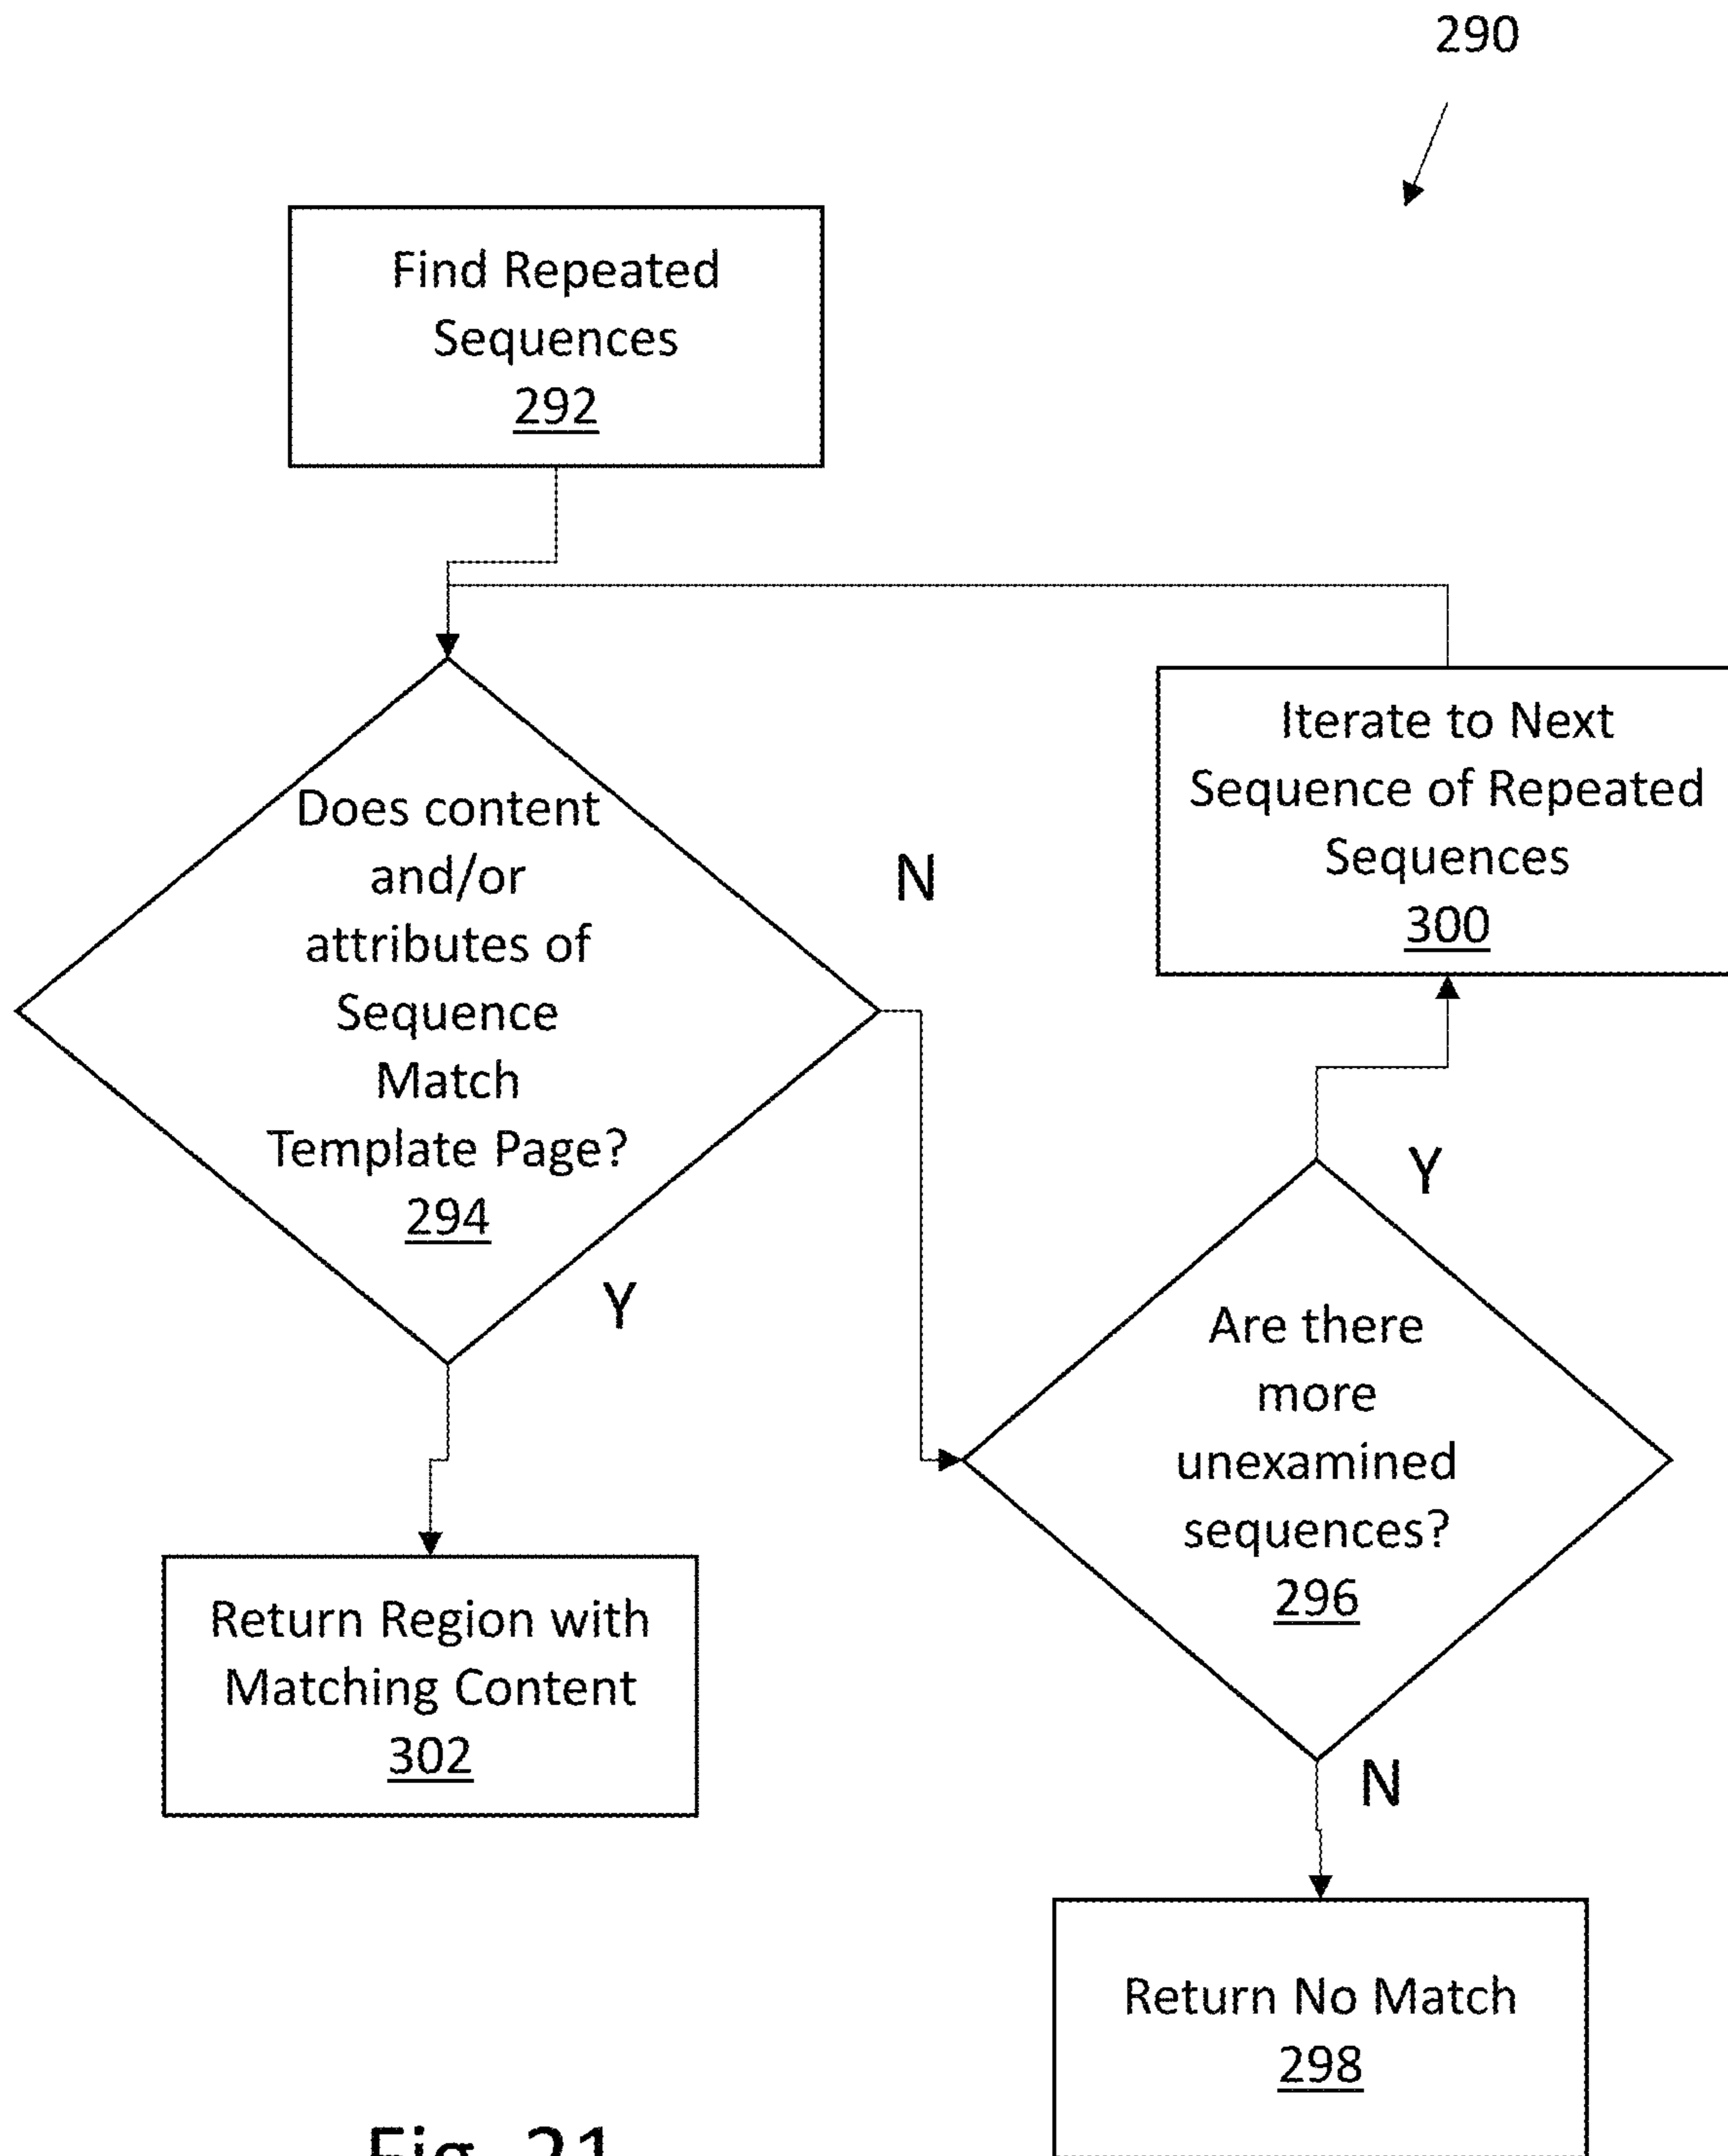 290
Find Repeated
Sequences
292
Does content
and/or
attributes of
Sequence
Match
Template Page?
294
N
Y
Iterate to Next
Sequence of Repeated
Sequences
300
Y
Are there
more
unexamined
sequences?
296
N
Return Region with
Matching Content
302
Return No Match
298
Fig. 21